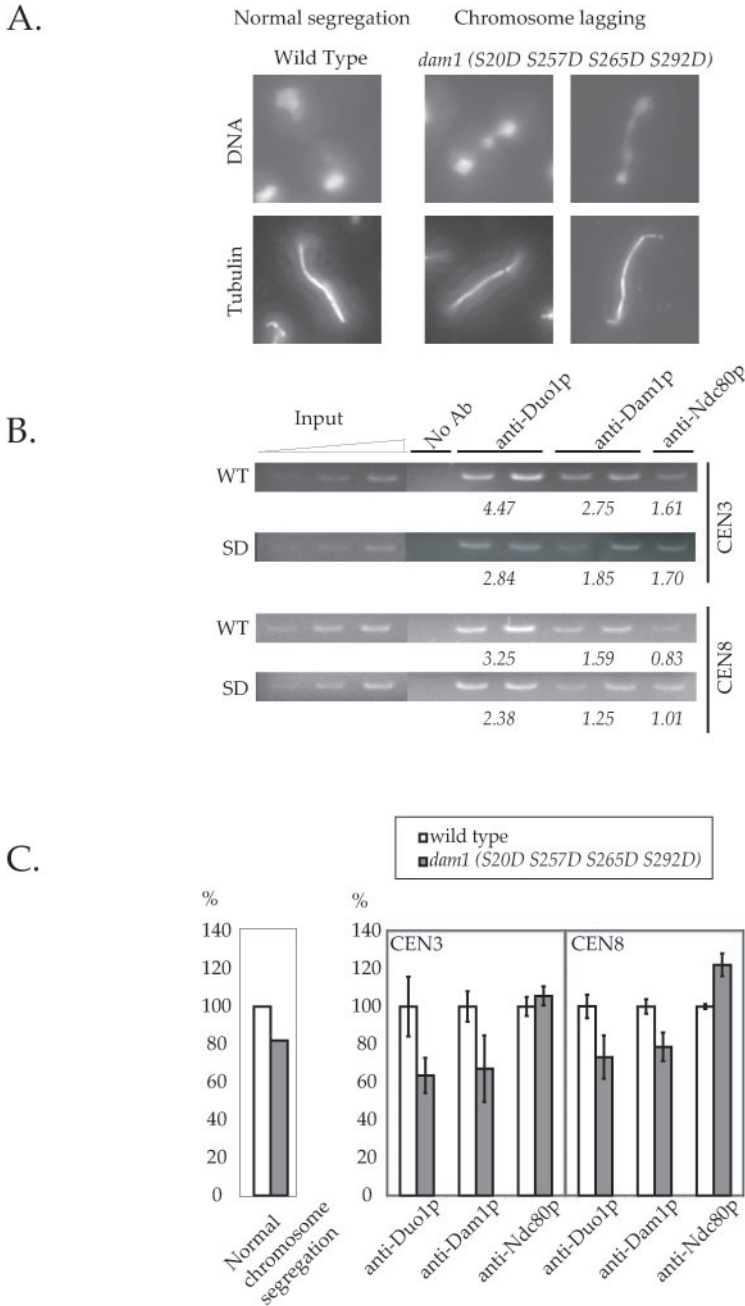 A.
Normal segregation
Chromosome lagging
Wild Type
dam1 (S20D S257D S265D S292D)
DNA
Tubulin
B.
Input
No Ab
anti-Duo1p
anti-Dam1p
anti-Ndc80p
WT
4.47 2.75 1.61
SD
2.84 1.85 1.70
CEN3
WT
3.25 1.59 0.83
SD
2.38 1.25 1.01
CEN8
C.
wild type
dam1 (S20D S257D S265D S292D)
%
140
120
100
80
60
40
20
0
Normal
chromosome
segregation
%
140
120
100
80
60
40
20
0
CEN3
CEN8
anti-Duo1p
anti-Dam1p
anti-Ndc80p
anti-Duo1p
anti-Dam1p
anti-Ndc80p